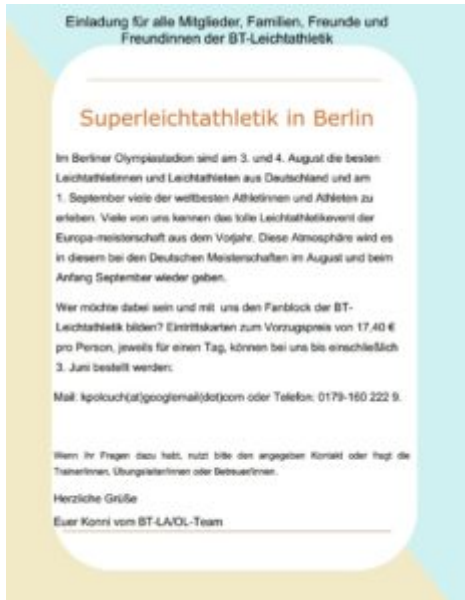 Einladung für alle Mitglieder, Familien, Freunde und
Freundinnen der BT-Leichtathletik
Superleichtathletik in Berlin
Im Berliner Olympiastadion sind am 3. und 4. August die besten
Leichtathletinnen und Leichtathleten aus Deutschland und am
1. September viele der weltbesten Athletinnen und Athleten zu
erleben. Viele von uns kennen das tolle Leichtathletikevent der
Europa-meisterschaft aus dem Vorjahr. Diese Atmosphäre wird es
in diesem bei den Deutschen Meisterschaften im August und beim
Anfang September wieder geben.
Wer möchte dabei sein und mit uns den Fanblock der BT-
Leichtathletik bilden? Eintrittskarten zum Vorzugspreis von 17,40 €
pro Person, jeweils für einen Tag, können bei uns bis einschließlich
3. Juni bestellt werden:
Mail: kpolcuch(at)googlemail(dot)com oder Telefon: 0179-160 222 9.
Wenn ihr Fragen dazu habt, nutzt bitte den angegeben Kontakt oder fragt die
TrainerInnen, ÜbungsleiterInnen oder BetreuerInnen.
Herzliche Grüße
Euer Konni vom BT-LA/OL-Team